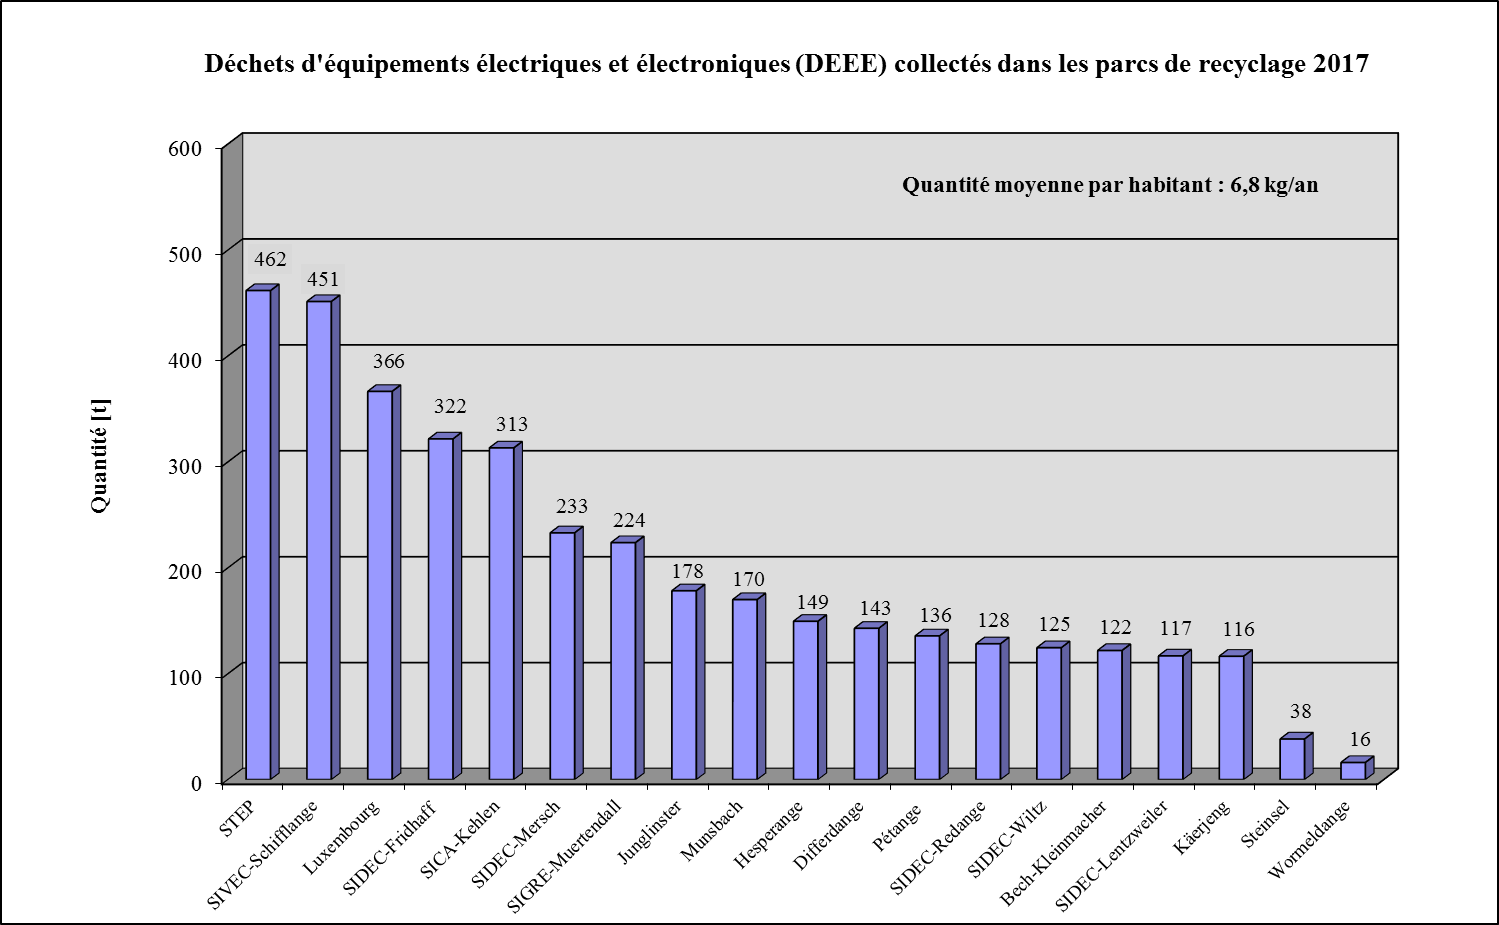 Déchets d'équipements électriques et électroniques (DEEE) collectés dans les parcs de recyclage 2017
Quantité moyenne par habitant : 6,8 kg/an
Quantité [t]
600
500
400
300
200
100
0
462
451
366
322
313
233
224
178
170
149
143
136
128
125
122
117
116
38
16
STEP
SIVEC-Schifflange
Luxembourg
SIDEC-Fridhaff
SICA-Kehlen
SIDEC-Mersch
SIGRE-Muertendall
Junglinster
Munsbach
Hesperange
Differdange
Pétange
SIDEC-Redange
SIDEC-Wiltz
Bech-Kleinmacher
SIDEC-Lentzweiler
Käerjeng
Steinsel
Wormeldange